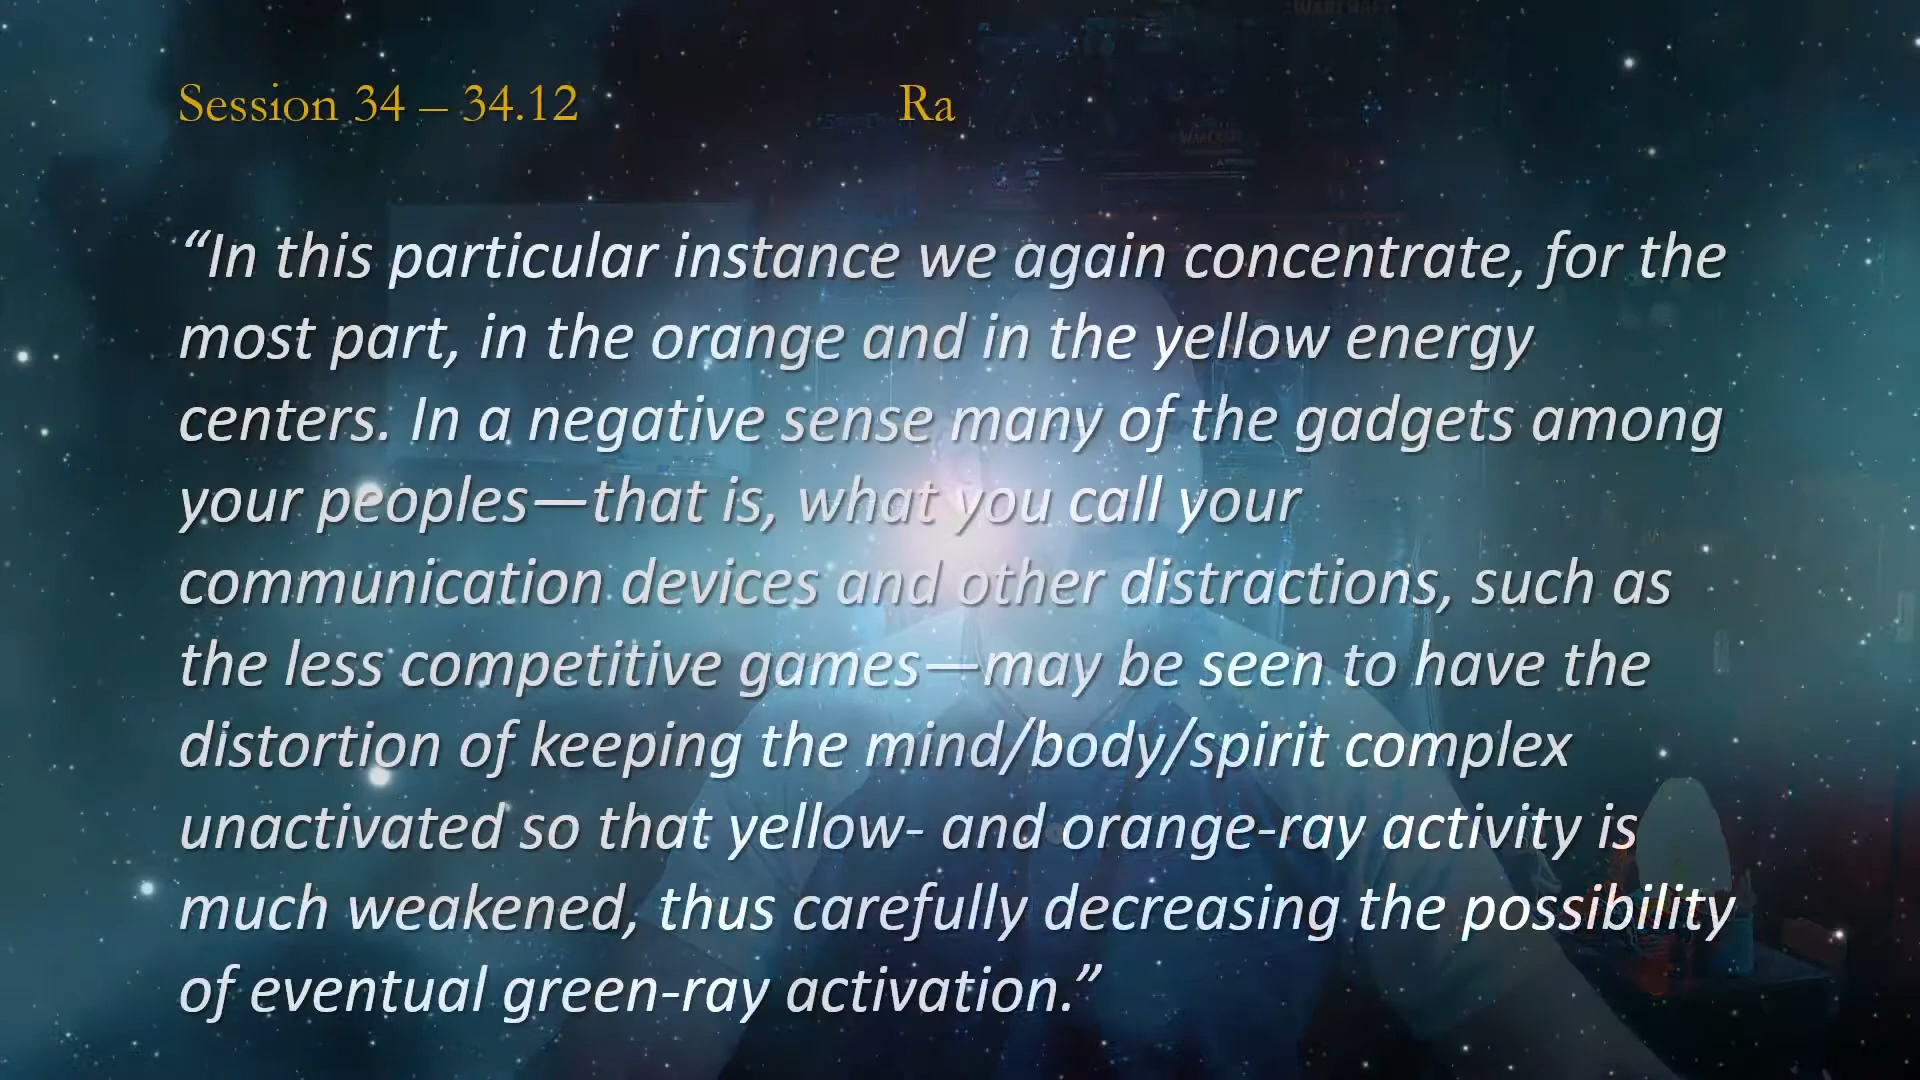 Session 34 – 34.12 Ra
“In this particular instance we again concentrate, for the
most part, in the orange and in the yellow energy
centers. In a negative sense many of the gadgets among
your peoples—that is, what you call your
communication devices and other distractions, such as
the less competitive games—may be seen to have the
distortion of keeping the mind/body/spirit complex
unactivated so that yellow- and orange-ray activity is
much weakened, thus carefully decreasing the possibility
of eventual green-ray activation.”